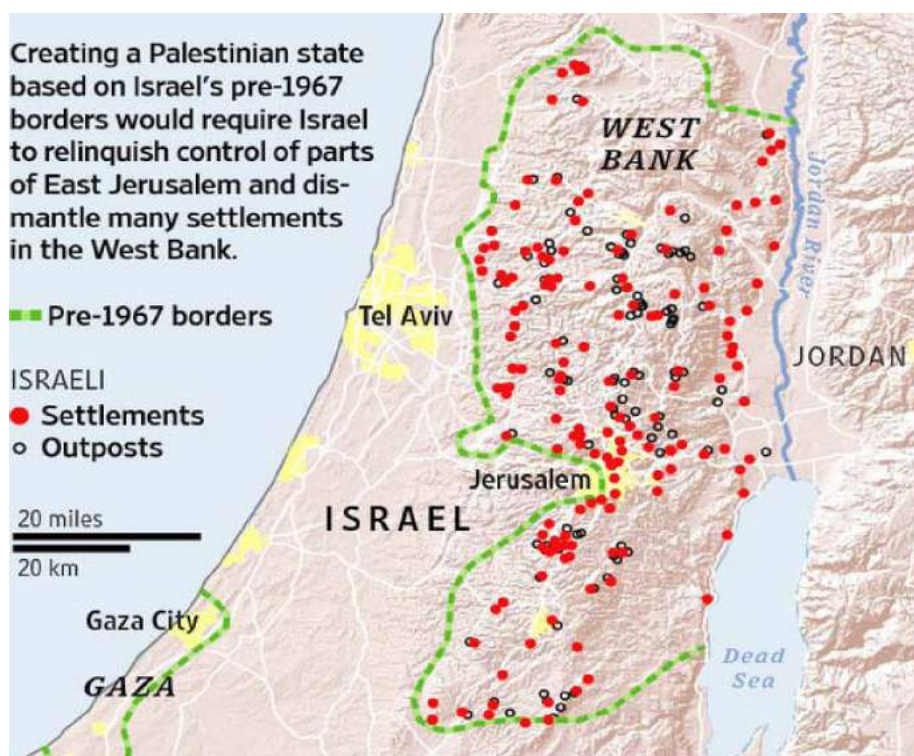 Creating a Palestinian state
based on Israel's pre-1967
borders would require Israel
to relinquish control of parts
of East Jerusalem and dis-
mantle many settlements
in the West Bank.
Pre-1967 borders
ISRAELI
Settlements
Outposts
20 miles
20 km
WEST
BANK
Jordan River
Tel Aviv
JORDAN
Jerusalem
ISRAEL
Gaza City
GAZA
Dead
Sea